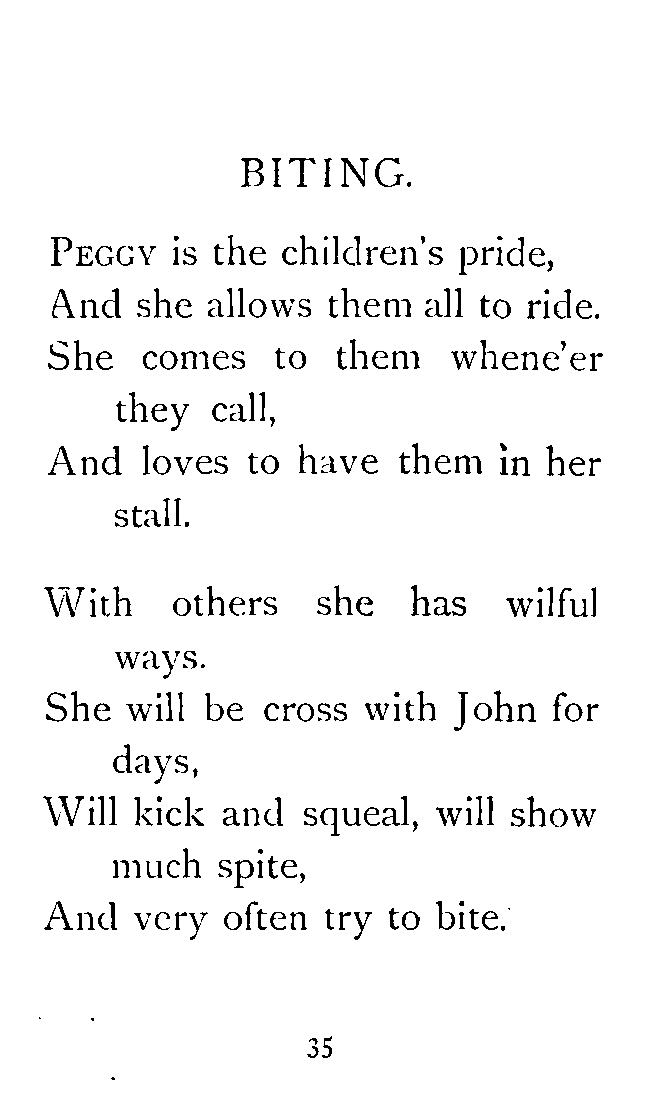 BITING.
PEGGY is the children's pride,
And she allows them all to ride.
She comes to them whene'er
they call,
And loves to have them in her
stall.
With others she has wilful
ways.
She will be cross with John for
days,
Will kick and squeal, will show
much spite,
And very often try to bite.
35